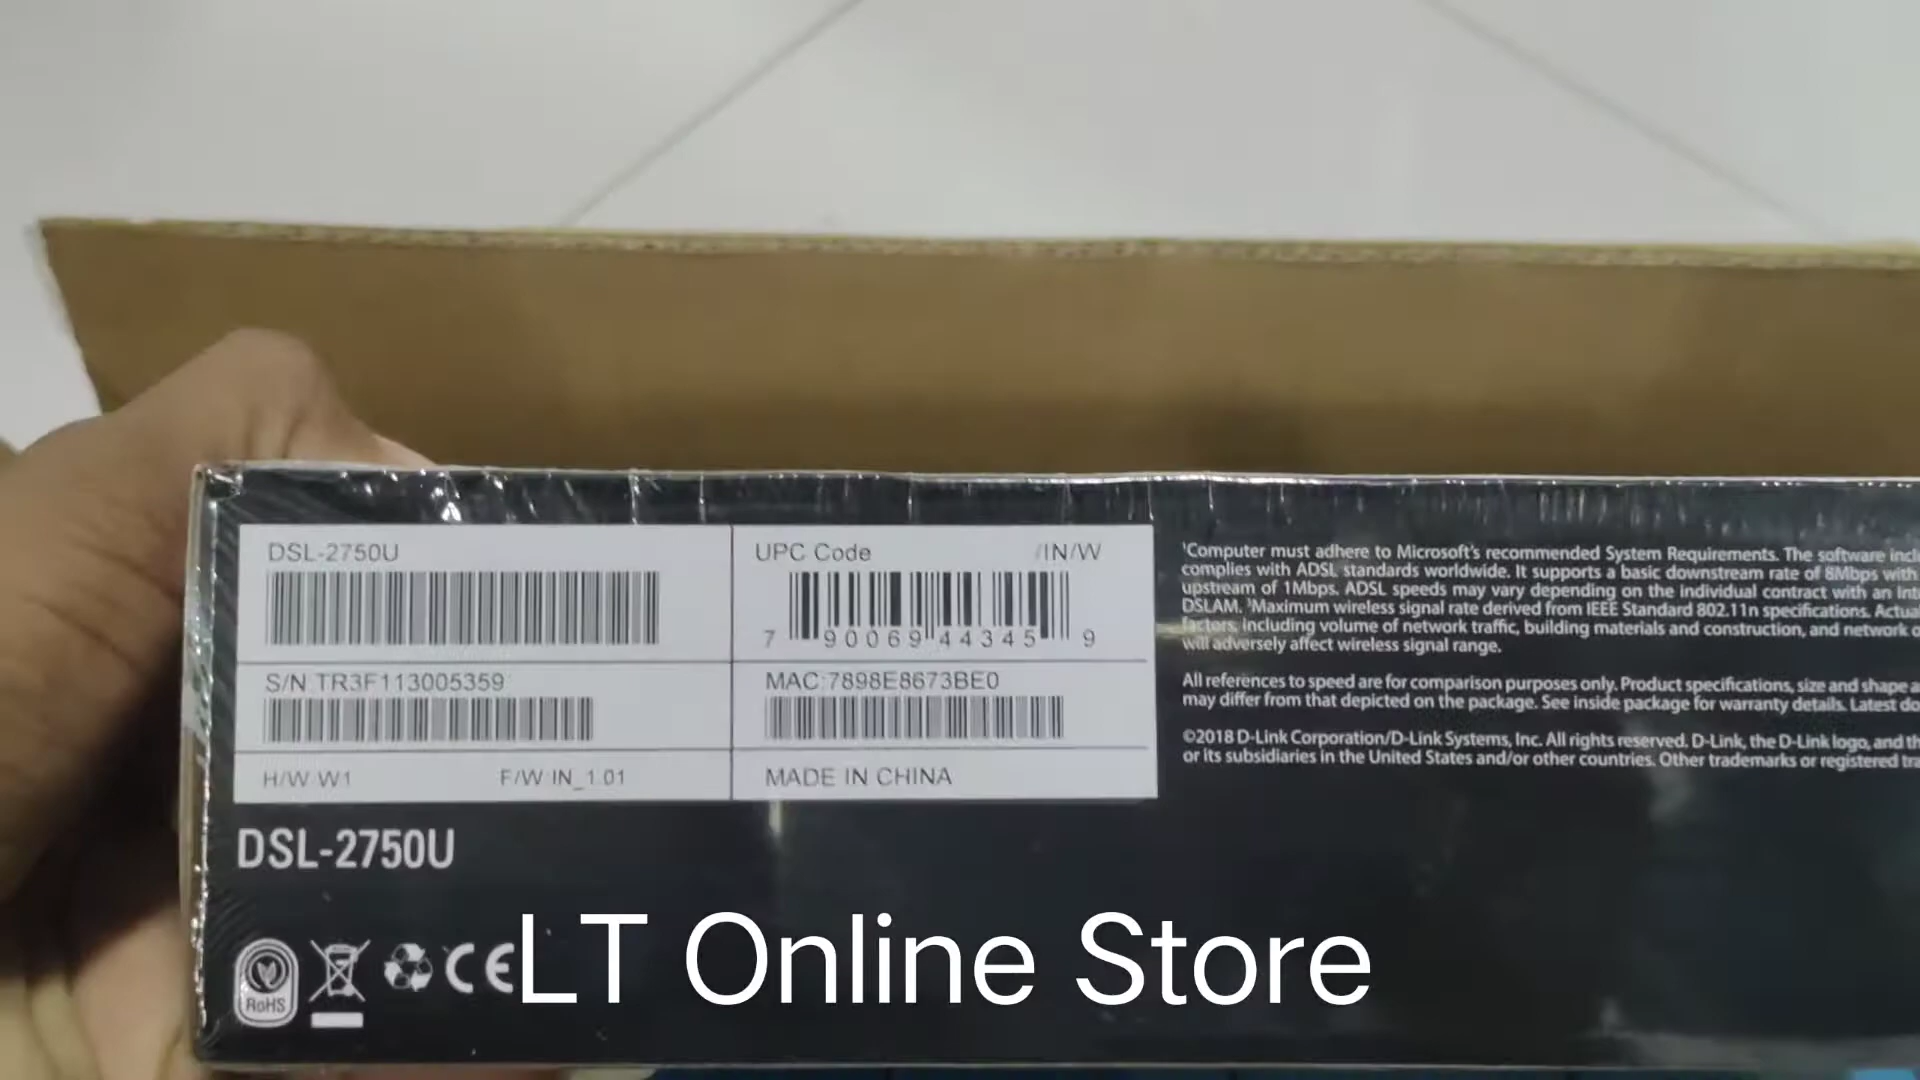 DSL-2750U
UPC Code /IN/W
7 90069 44345 9
S/N:TR3F113005359
MAC:7898E8673BE0
H/W:W1 F/W:IN_1.01
MADE IN CHINA
DSL-2750U
RoHS
CE
¹Computer must adhere to Microsoft's recommended System Requirements. The software
complies with ADSL standards worldwide. It supports a basic downstream rate of 8Mbps with
upstream of 1Mbps. ADSL speeds may vary depending on the individual contract with an
DSLAM. ³Maximum wireless signal rate derived from IEEE Standard 802.11n specifications.
factors, including volume of network traffic, building materials and construction, and network
will adversely affect wireless signal range.
All references to speed are for comparison purposes only. Product specifications, size and shape
may differ from that depicted on the package. See inside package for warranty details. Latest
©2018 D-Link Corporation/D-Link Systems, Inc. All rights reserved. D-Link, the D-Link logo, and
or its subsidiaries in the United States and/or other countries. Other trademarks or registered
LT Online Store